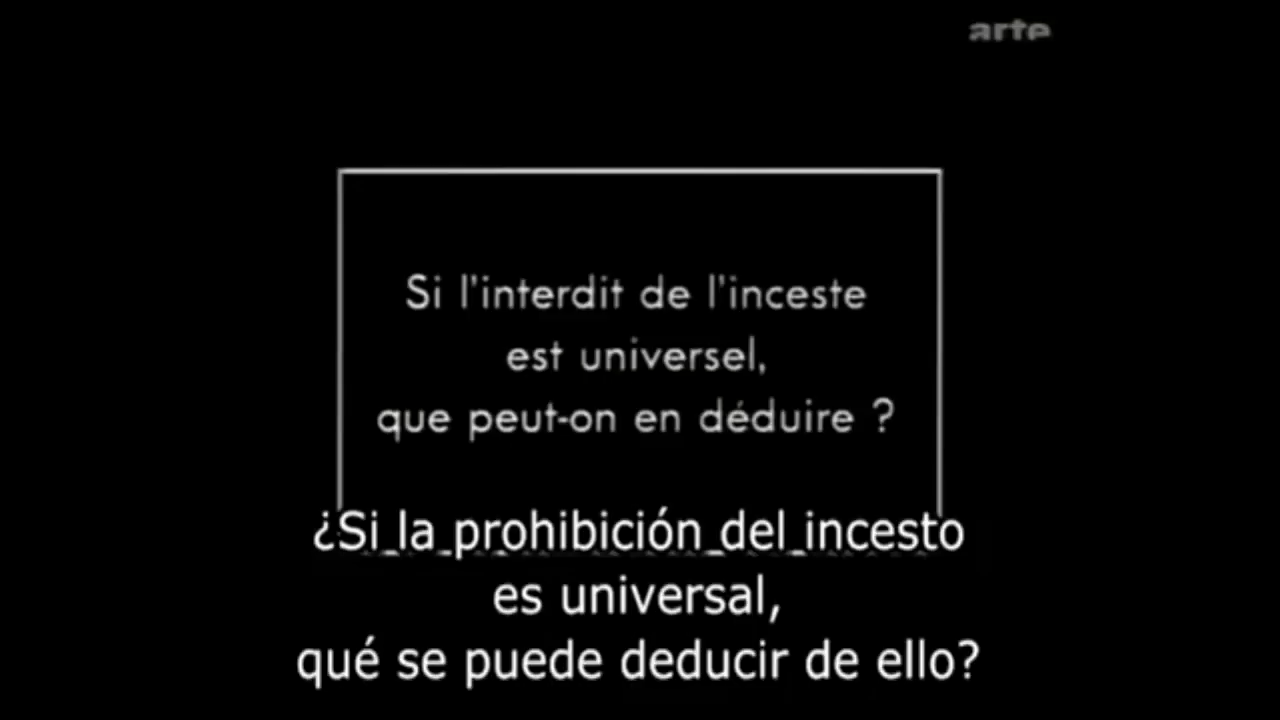 arte
Si l'interdit de l'inceste
est universel,
que peut-on en déduire ?
¿Si la prohibición del incesto
es universal,
qué se puede deducir de ello?